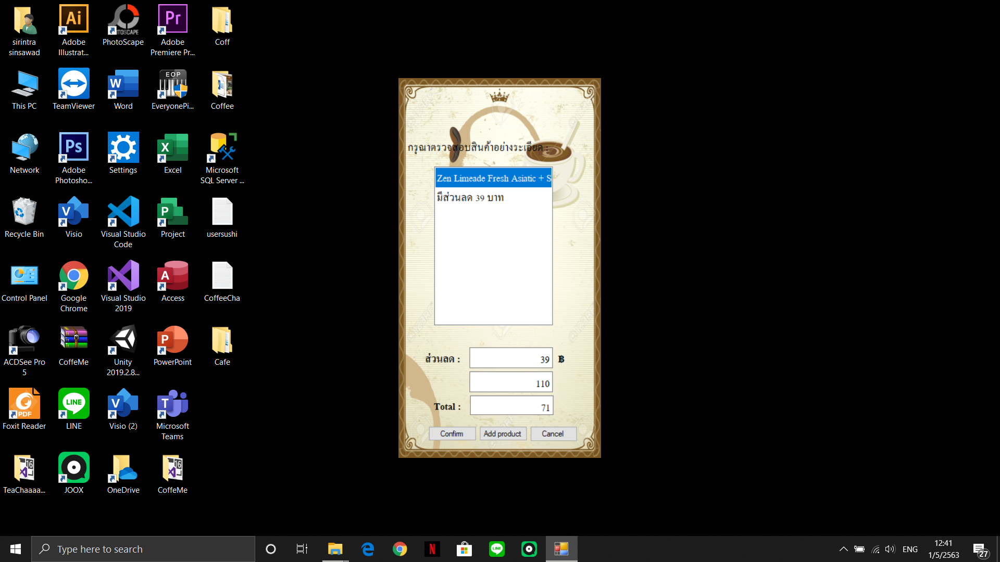 sirintra
sinsawad
Adobe
Illustrat...
PhotoScape
Adobe
Premiere Pr...
Coff
This PC
TeamViewer
Word
EveryonePi...
Coffee
Network
Adobe
Photosho...
Settings
Excel
Microsoft
SQL Server ...
Recycle Bin
Visio
Visual Studio
Code
Project
usersushi
Control Panel
Google
Chrome
Visual Studio
2019
Access
CoffeeCha
ACDSee Pro
5
CoffeMe
Unity
2019.2.8...
PowerPoint
Cafe
Foxit Reader
LINE
Visio (2)
Microsoft
Teams
TeaChaaaa...
JOOX
OneDrive
CoffeMe
กรุณาตรวจสอบสินค้าอย่างระเอียด :
Zen Limeade Fresh Asiatic + S
มีส่วนลด 39 บาท
ส่วนลด : 39 ฿
110
Total : 71
Confirm Add product Cancel
Type here to search
ENG
12:41
1/5/2563
27